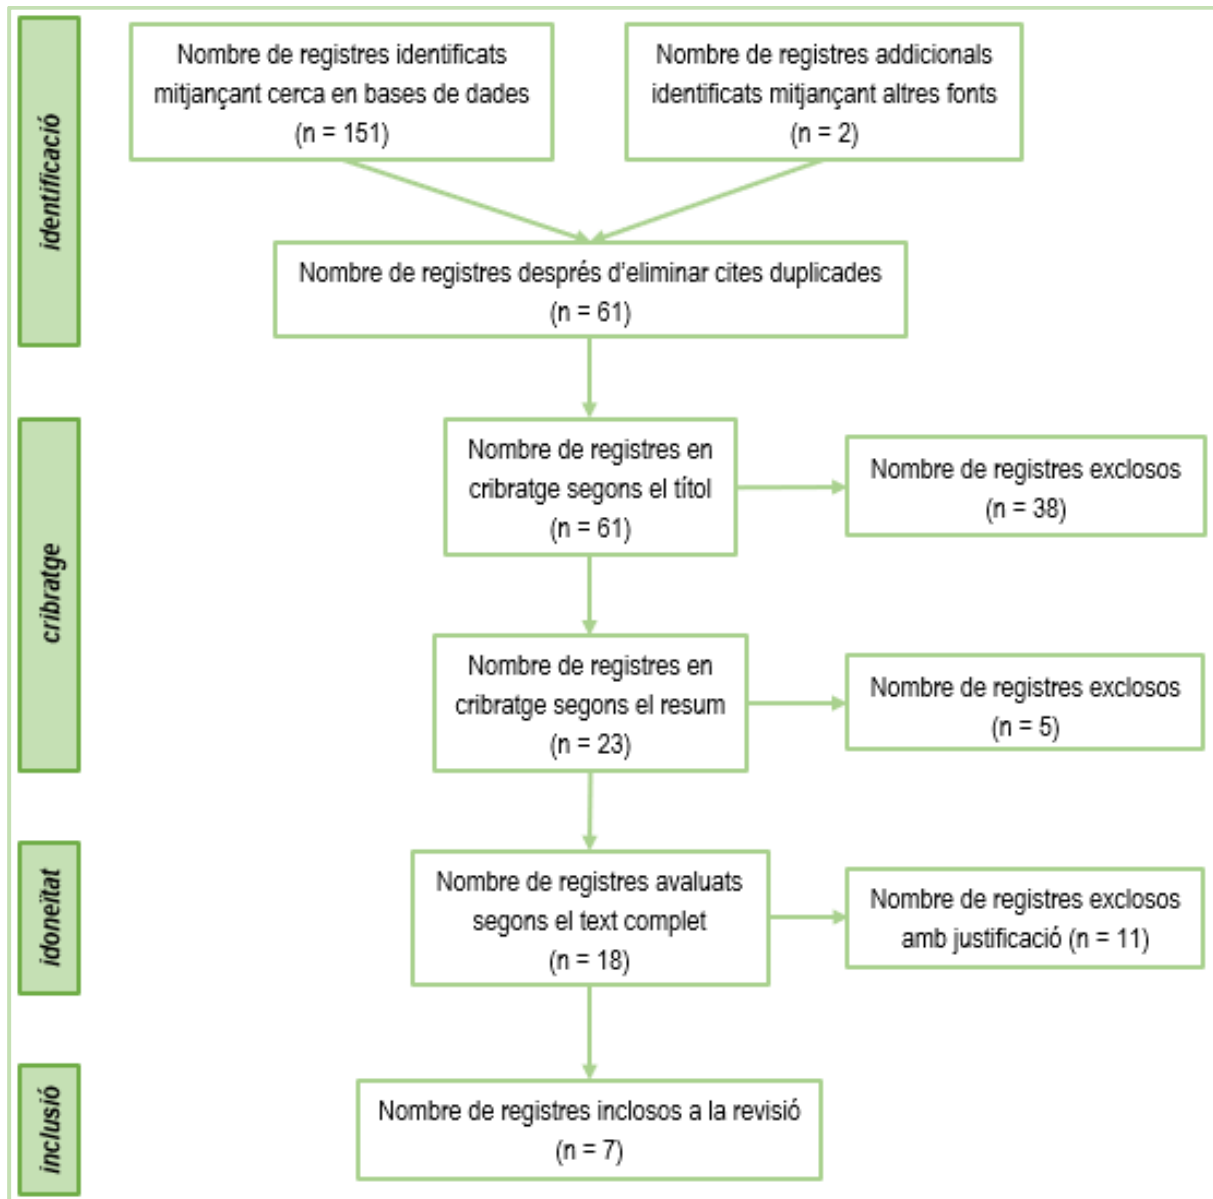 identificació
Nombre de registres identificats
mitjançant cerca en bases de dades
(n = 151)
Nombre de registres addicionals
identificats mitjançant altres fonts
(n = 2)
Nombre de registres després d'eliminar cites duplicades
(n = 61)
cribratge
Nombre de registres en
cribratge segons el títol
(n = 61)
Nombre de registres exclosos
(n = 38)
Nombre de registres en
cribratge segons el resum
(n = 23)
Nombre de registres exclosos
(n = 5)
idoneïtat
Nombre de registres avaluats
segons el text complet
(n = 18)
Nombre de registres exclosos
amb justificació (n = 11)
inclusió
Nombre de registres inclosos a la revisió
(n = 7)